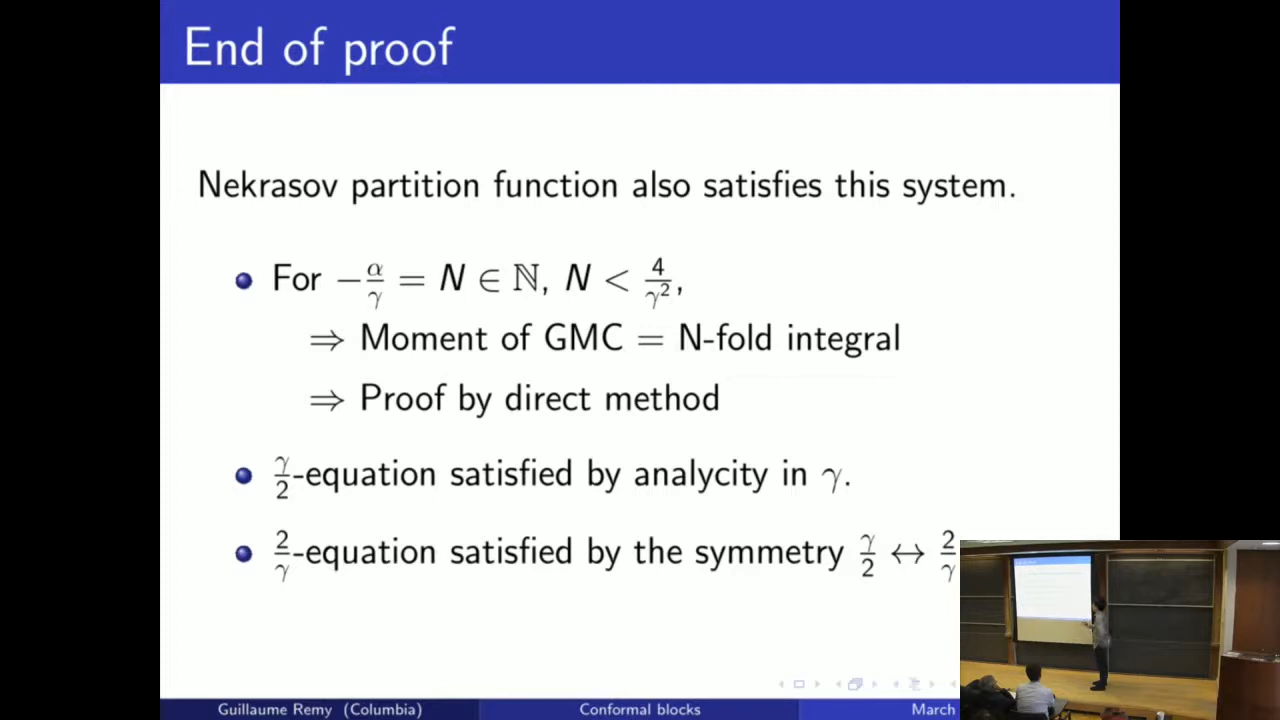 End of proof
Nekrasov partition function also satisfies this system.
For −α/γ = N ∈ ℕ, N < 4/γ²,
⇒ Moment of GMC = N-fold integral
⇒ Proof by direct method
γ/2-equation satisfied by analycity in γ.
2/γ-equation satisfied by the symmetry γ/2 ↔ 2/γ
Guillaume Remy (Columbia) Conformal blocks March